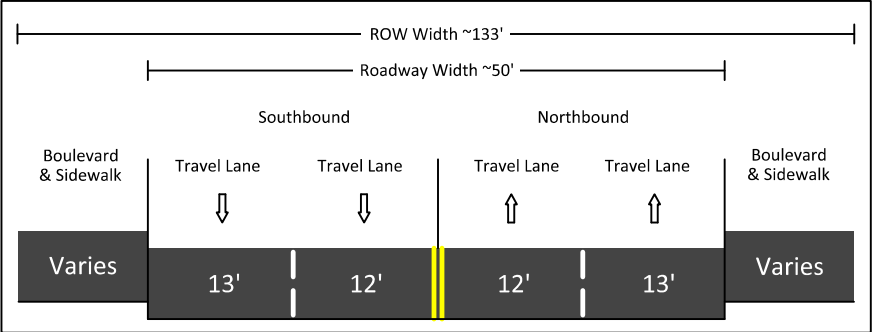 ROW Width ~133'
Roadway Width ~50'
Southbound Northbound
Boulevard & Sidewalk
Travel Lane Travel Lane Travel Lane Travel Lane
Boulevard & Sidewalk
Varies 13' 12' 12' 13' Varies